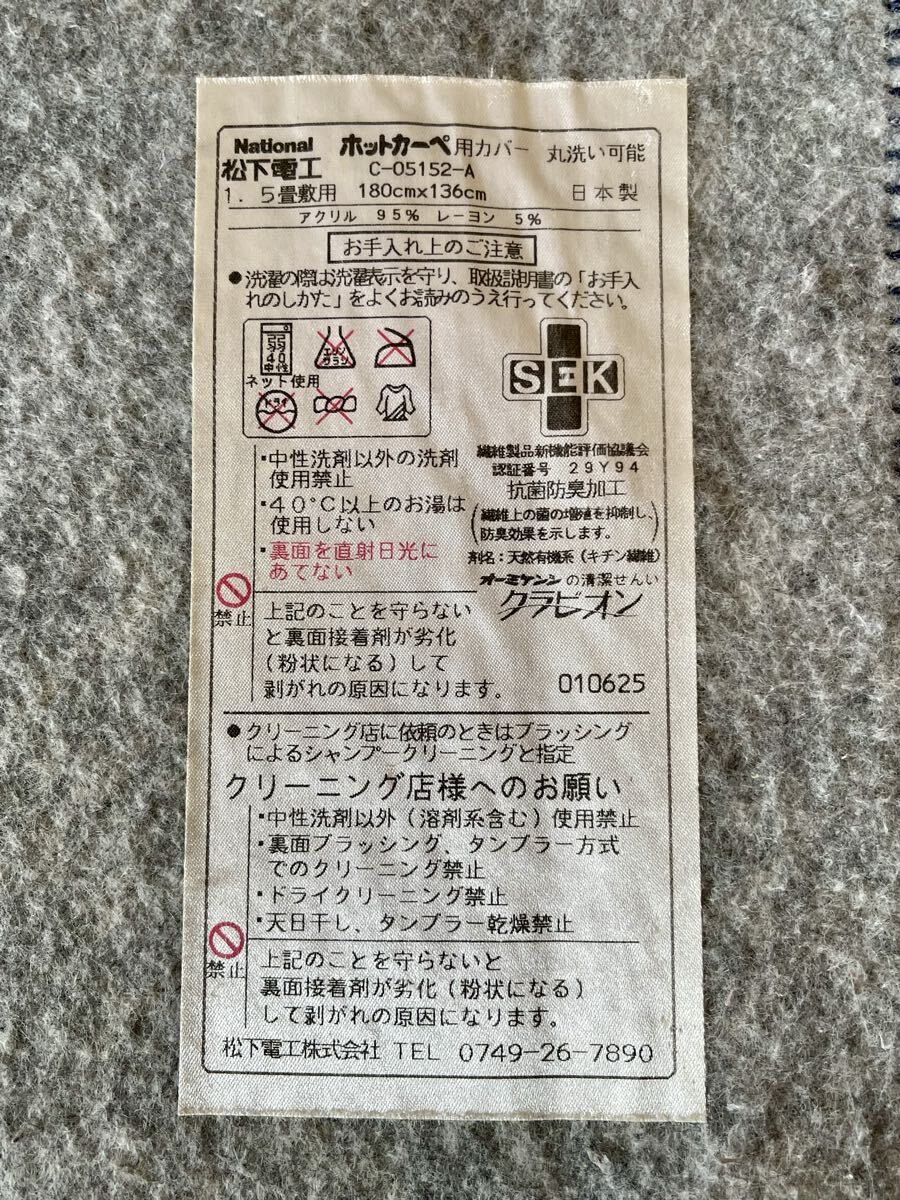 National ホットカーペ用カバー 丸洗い可能
松下電工 C-05152-A
1.5畳敷用 180cm×136cm 日本製
アクリル 95% レーヨン 5%
お手入れ上のご注意
●洗濯の際は洗濯表示を守り、取扱説明書の「お手入
れのしかた」をよくお読みのうえ行ってください。
弱
40
中性
エンソ
サラシ
ネット使用
ドライ
SEK
繊維製品新機能評価協議会
認証番号 29Y94
抗菌防臭加工
(繊維上の菌の増殖を抑制し、
防臭効果を示します。)
剤名:天然有機系(キチン繊維)
オーミケンシの清潔せんい
クラビオン
010625
・中性洗剤以外の洗剤
使用禁止
・40°C以上のお湯は
使用しない
・裏面を直射日光に
あてない
禁止
上記のことを守らない
と裏面接着剤が劣化
(粉状になる)して
剥がれの原因になります。
●クリーニング店に依頼のときはブラッシング
によるシャンプークリーニングと指定
クリーニング店様へのお願い
・中性洗剤以外(溶剤系含む)使用禁止
・裏面ブラッシング、タンブラー方式
でのクリーニング禁止
・ドライクリーニング禁止
・天日干し、タンブラー乾燥禁止
禁止
上記のことを守らないと
裏面接着剤が劣化(粉状になる)
して剥がれの原因になります。
松下電工株式会社 TEL 0749-26-7890